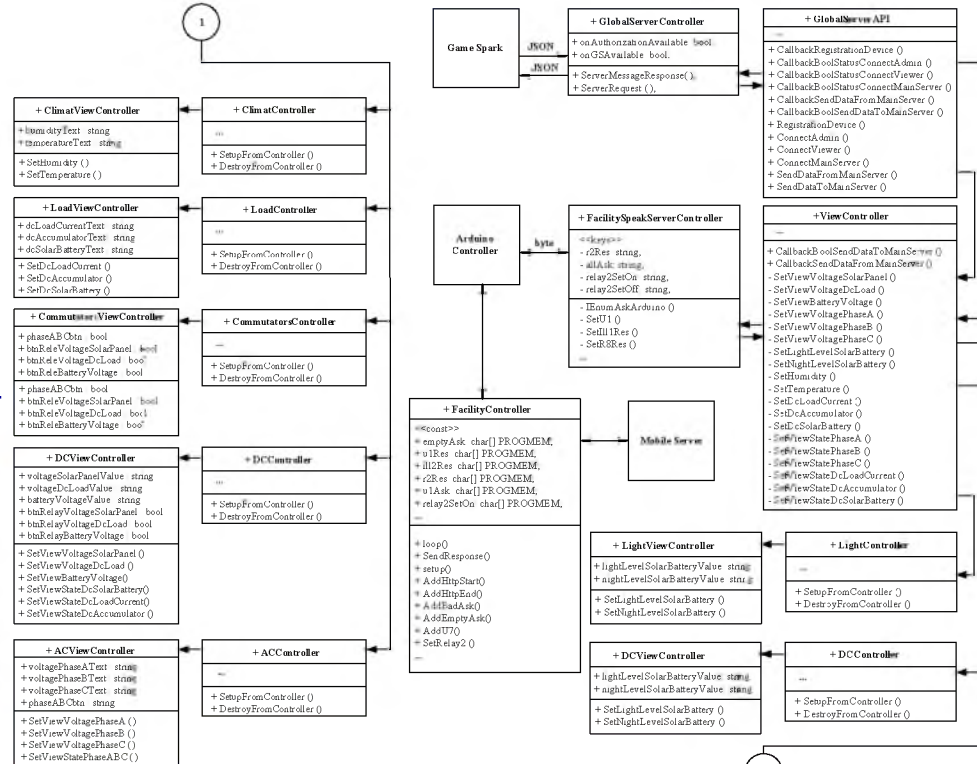 1
+ ClimatViewController
+ humidityText string
+ temperatureText string
+ SetHumidity ()
+ SetTemperature ()
+ ClimatController
...
+ SetupFromController ()
+ DestroyFromController ()
+ LoadViewController
+ dcLoadCurrentText string
+ dcAccumulatorText string
+ dcSolarBatteryText string
+ SetDcLoadCurrent ()
+ SetDcAccumulator ()
+ SetDcSolarBattery ()
+ LoadController
...
+ SetupFromController ()
+ DestroyFromController ()
+ CommutatorsViewController
+ phaseABCbtn bool
+ btnReleVoltageSolarPanel bool
+ btnReleVoltageDcLoad bool
+ btnReleBatteryVoltage bool
+ phaseABCbtn bool
+ btnReleVoltageSolarPanel bool
+ btnReleVoltageDcLoad bool
+ btnReleBatteryVoltage bool
+ CommutatorsController
...
+ SetupFromController ()
+ DestroyFromController ()
+ DCViewController
+ voltageSolarPanelValue string
+ voltageDcLoadValue string
+ batteryVoltageValue string
+ btnRelayVoltageSolarPanel bool
+ btnRelayVoltageDcLoad bool
+ btnRelayBatteryVoltage bool
+ SetViewVoltageSolarPanel ()
+ SetViewVoltageDcLoad ()
+ SetViewBatteryVoltage()
+ SetViewStateDcSolarBattery()
+ SetViewStateDcLoadCurrent()
+ SetViewStateDcAccumulator ()
+ DCController
...
+ SetupFromController ()
+ DestroyFromController ()
+ ACViewController
+ voltagePhaseAText string
+ voltagePhaseBText string
+ voltagePhaseCText string
+ phaseABCbtn string
+ SetViewVoltagePhaseA ()
+ SetViewVoltagePhaseB ()
+ SetViewVoltagePhaseC ()
+ SetViewStatePhaseABC ()
+ ACController
...
+ SetupFromController ()
+ DestroyFromController ()
Game Spark
JSON
JSON
+ GlobalServerController
+ onAuthorizationAvailable bool.
+ onGSAvailable bool.
+ ServerMessageResponse(),
+ ServerRequest (),
+ GlobalServer API
...
+ CallbackRegistrationDevice ()
+ CallbackBoolStatusConnectAdmin ()
+ CallbackBoolStatusConnectViewer ()
+ CallbackBoolStatusConnectMainServer ()
+ CallbackSendDataFromMainServer ()
+ CallbackBoolSendDataToMainServer ()
+ RegistrationDevice ()
+ ConnectAdmin ()
+ ConnectViewer ()
+ ConnectMainServer ()
+ SendDataFromMainServer ()
+ SendDataToMainServer ()
Arduino
Controller
byte
+ FacilitySpeakServerController
<<keys>>
- r2Res string,
- allAsk string,
- relay2SetOn string,
- relay2SetOff string,
- IEnumAskArduino ()
- SetU1 ()
- SetIll1Res ()
- SetR8Res ()
...
+ViewController
...
+ CallbackBoolSendDataToMainServer ()
+ CallbackSendDataFromMainServer ()
- SetViewVoltageSolarPanel ()
- SetViewVoltageDcLoad ()
- SetViewBatteryVoltage ()
- SetViewVoltagePhaseA ()
- SetViewVoltagePhaseB ()
- SetViewVoltagePhaseC ()
- SetLightLevelSolarBattery ()
- SetNightLevelSolarBattery ()
- SetHumidity ()
- SetTemperature ()
- SetDcLoadCurrent ()
- SetDcAccumulator ()
- SetDcSolarBattery ()
- SetViewStatePhaseA ()
- SetViewStatePhaseB ()
- SetViewStatePhaseC ()
- SetViewStateDcLoadCurrent ()
- SetViewStateDcAccumulator ()
- SetViewStateDcSolarBattery ()
+ FacilityController
<<const>>
+ emptyAsk char[] PROGMEM;
+ u1Res char[] PROGMEM,
+ ill2Res char[] PROGMEM;
+ r2Res char[] PROGMEM;
+ u1Ask char[] PROGMEM;
+ relay2SetOn char[] PROGMEM,
...
+ loop()
+ SendResponse()
+ setup()
+ AddHttpStart()
+ AddHttpEnd()
+ AddBadAsk()
+ AddEmptyAsk()
+ AddU7()
+ SetRelay2 ()
...
Mobile Server
+ LightViewController
+ lightLevelSolarBatteryValue string
+ nightLevelSolarBatteryValue string
+ SetLightLevelSolarBattery ()
+ SetNightLevelSolarBattery ()
+ LightController
...
+ SetupFromController ()
+ DestroyFromController ()
+ DCViewController
+ lightLevelSolarBatteryValue string
+ nightLevelSolarBatteryValue string
+ SetLightLevelSolarBattery ()
+ SetNightLevelSolarBattery ()
+ DCController
...
+ SetupFromController ()
+ DestroyFromController ()